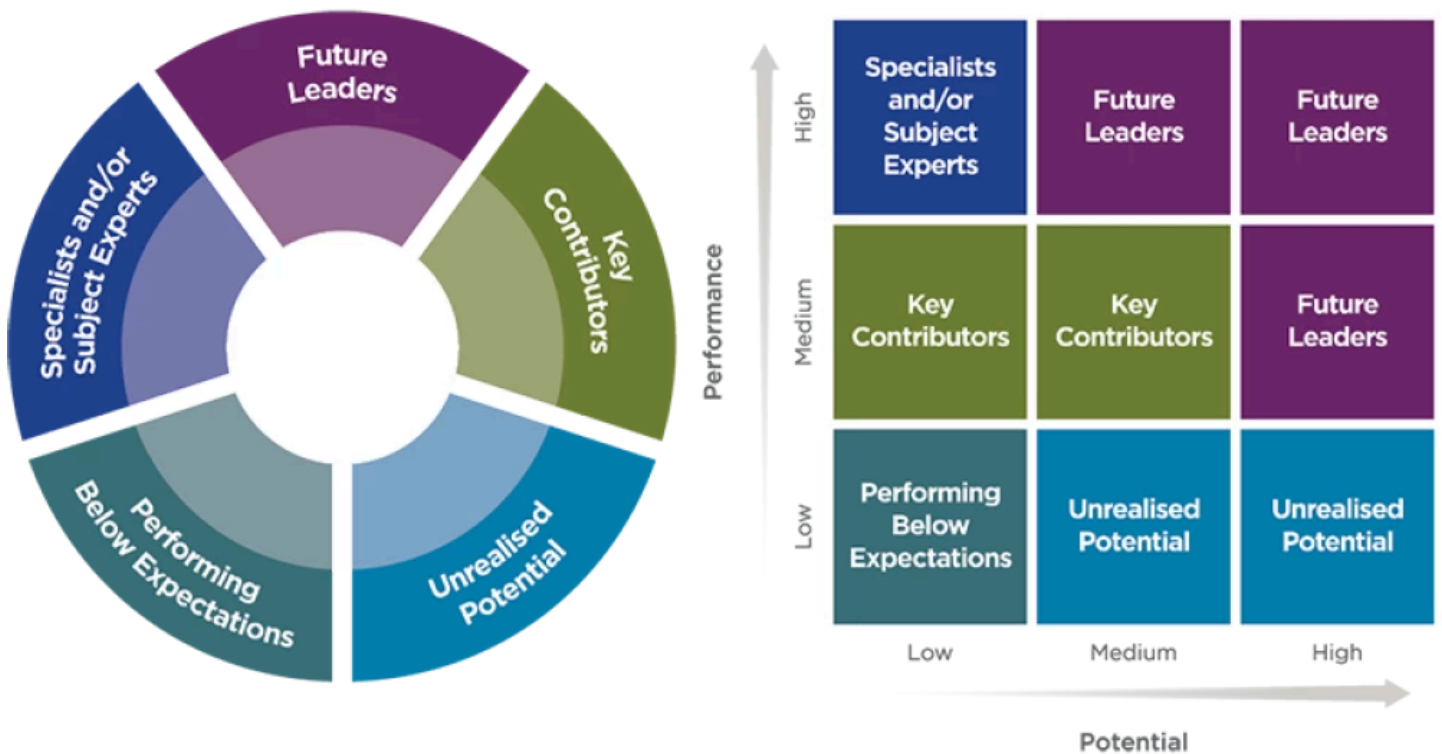 Future
Leaders
Key
Contributors
Unrealised
Potential
Performing
Below Expectations
Specialists and/or
Subject Experts
Performance
High
Medium
Low
Specialists
and/or
Subject
Experts
Future
Leaders
Future
Leaders
Key
Contributors
Key
Contributors
Future
Leaders
Performing
Below
Expectations
Unrealised
Potential
Unrealised
Potential
Low
Medium
High
Potential